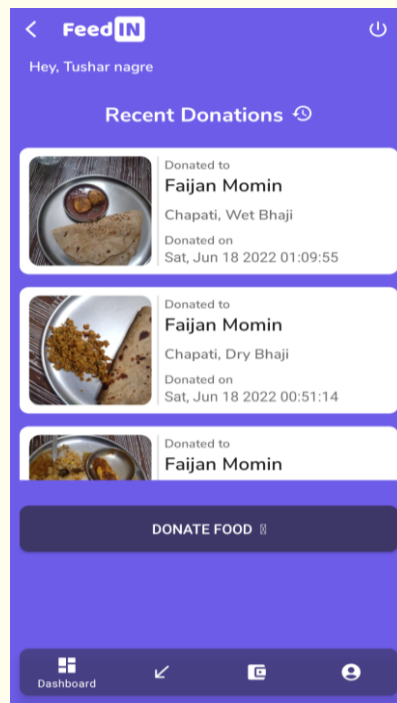 Feed IN
Hey, Tushar nagre
Recent Donations
Donated to
Faijan Momin
Chapati, Wet Bhaji
Donated on
Sat, Jun 18 2022 01:09:55
Donated to
Faijan Momin
Chapati, Dry Bhaji
Donated on
Sat, Jun 18 2022 00:51:14
Donated to
Faijan Momin
DONATE FOOD
Dashboard